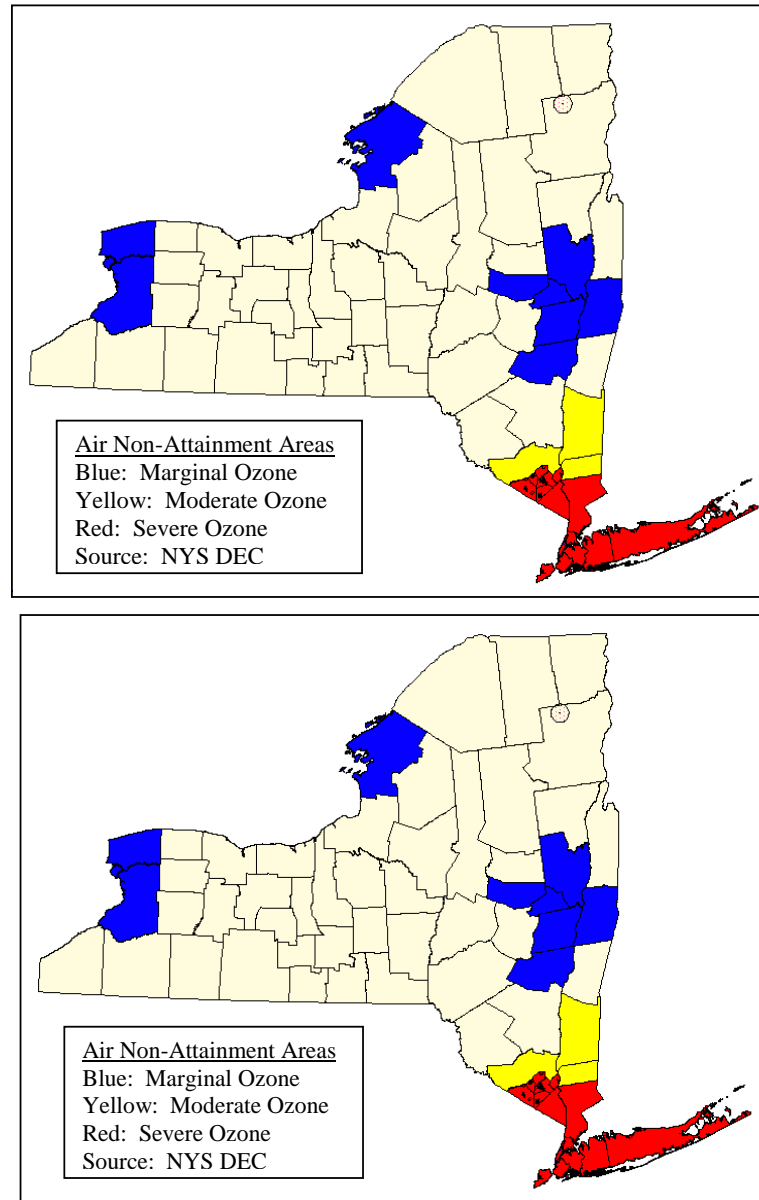 Air Non-Attainment Areas
Blue:  Marginal Ozone
Yellow:  Moderate Ozone
Red:  Severe Ozone
Source:  NYS DEC
Air Non-Attainment Areas
Blue:  Marginal Ozone
Yellow:  Moderate Ozone
Red:  Severe Ozone
Source:  NYS DEC